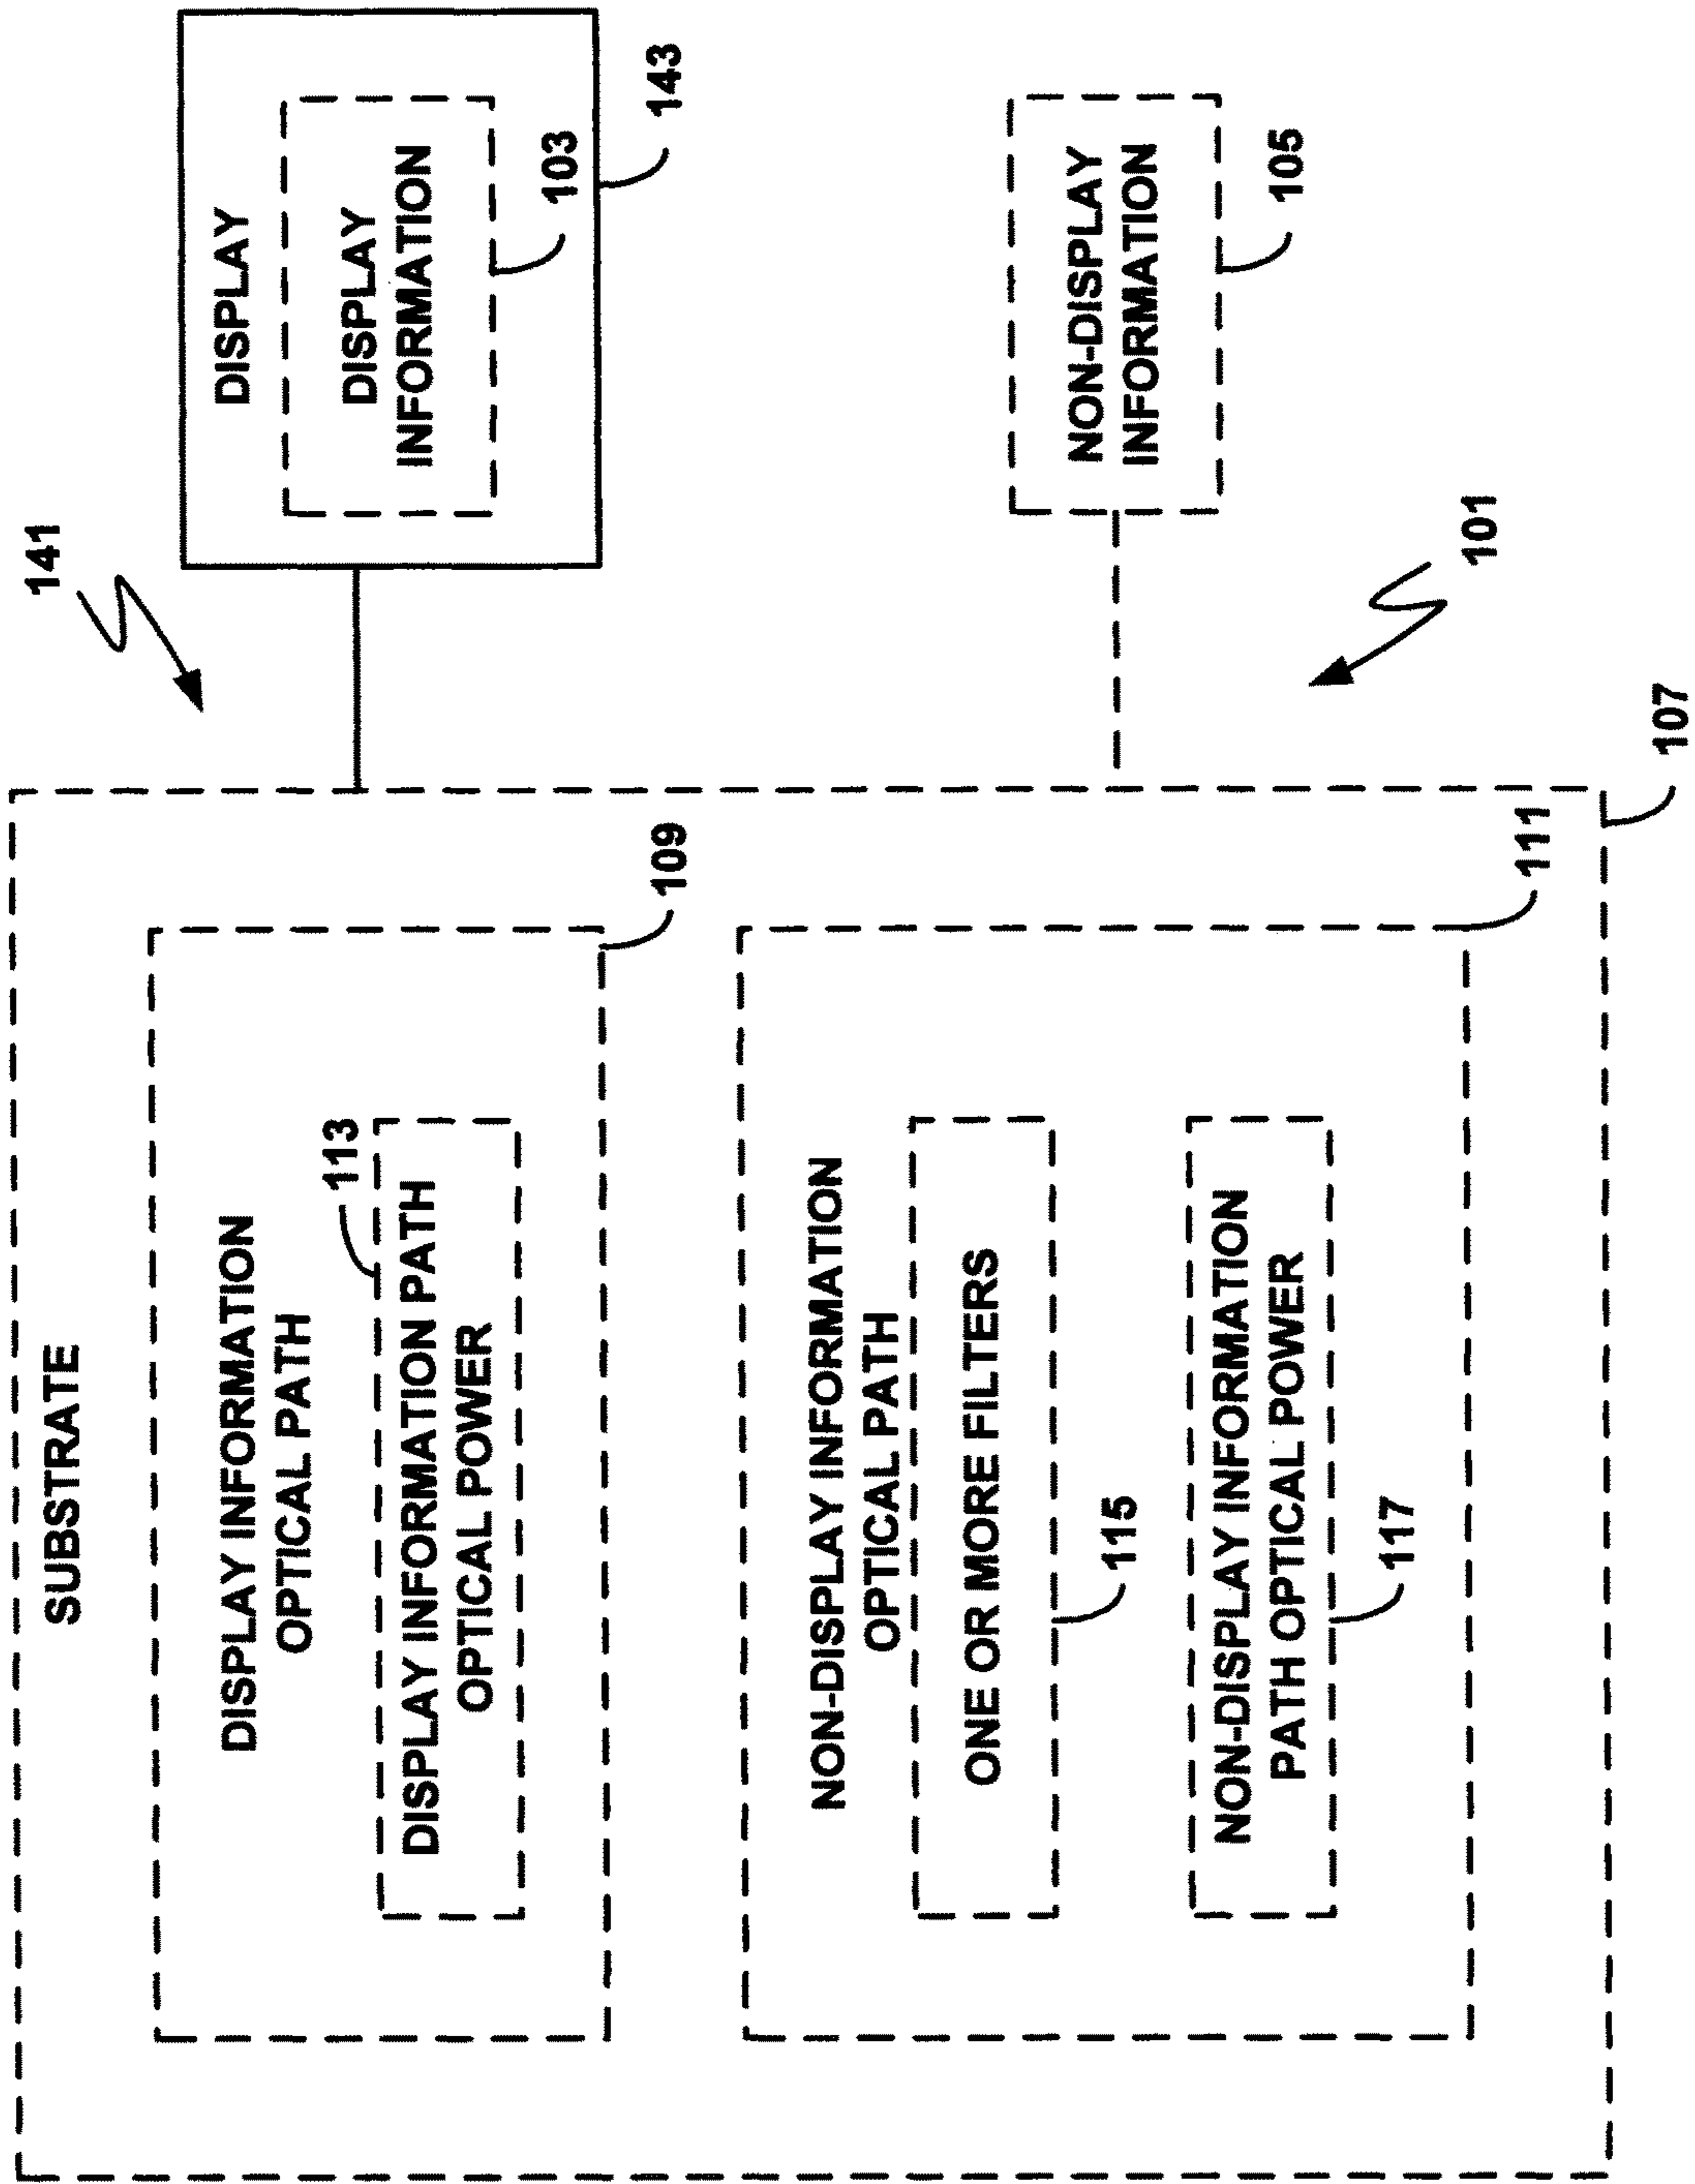 SUBSTRATE
DISPLAY INFORMATION
OPTICAL PATH
113
DISPLAY INFORMATION PATH
OPTICAL POWER
109
NON-DISPLAY INFORMATION
OPTICAL PATH
ONE OR MORE FILTERS
115
NON-DISPLAY INFORMATION
PATH OPTICAL POWER
117
111
107
141
DISPLAY
DISPLAY
INFORMATION
103
143
NON-DISPLAY
INFORMATION
105
101